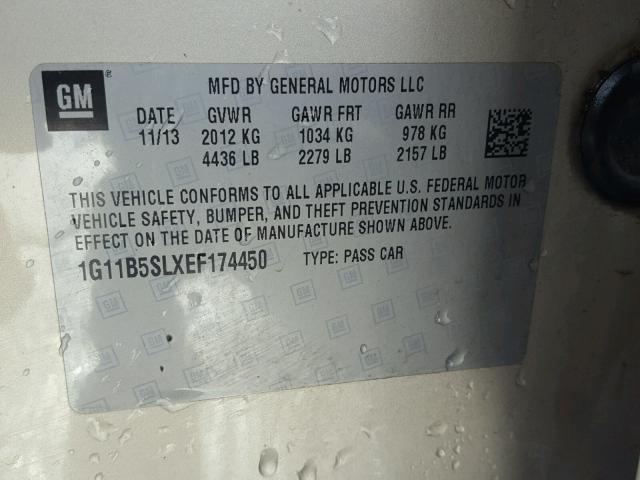 GM ®
MFD BY GENERAL MOTORS LLC
DATE GVWR GAWR FRT GAWR RR
11/13 2012 KG 1034 KG 978 KG
4436 LB 2279 LB 2157 LB
THIS VEHICLE CONFORMS TO ALL APPLICABLE U.S. FEDERAL MOTOR
VEHICLE SAFETY, BUMPER, AND THEFT PREVENTION STANDARDS IN
EFFECT ON THE DATE OF MANUFACTURE SHOWN ABOVE.
1G11B5SLXEF174450 TYPE: PASS CAR